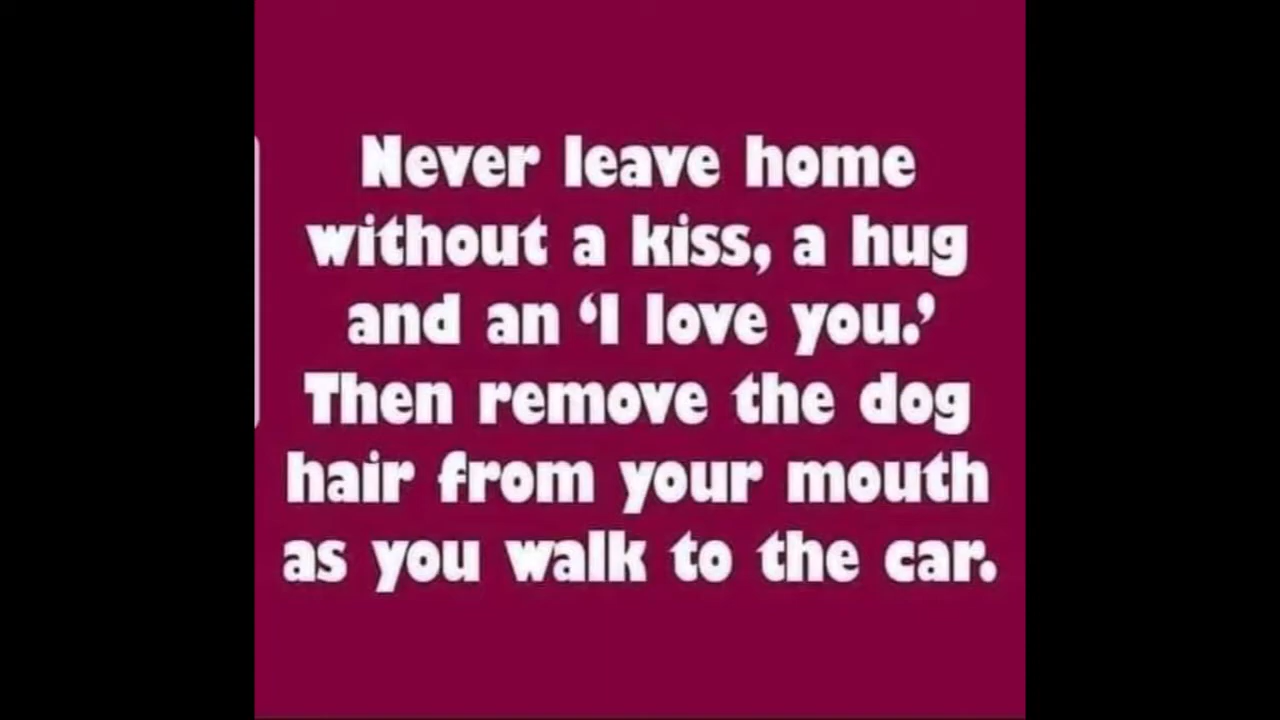 Never leave home
without a kiss, a hug
and an ‘I love you.’
Then remove the dog
hair from your mouth
as you walk to the car.